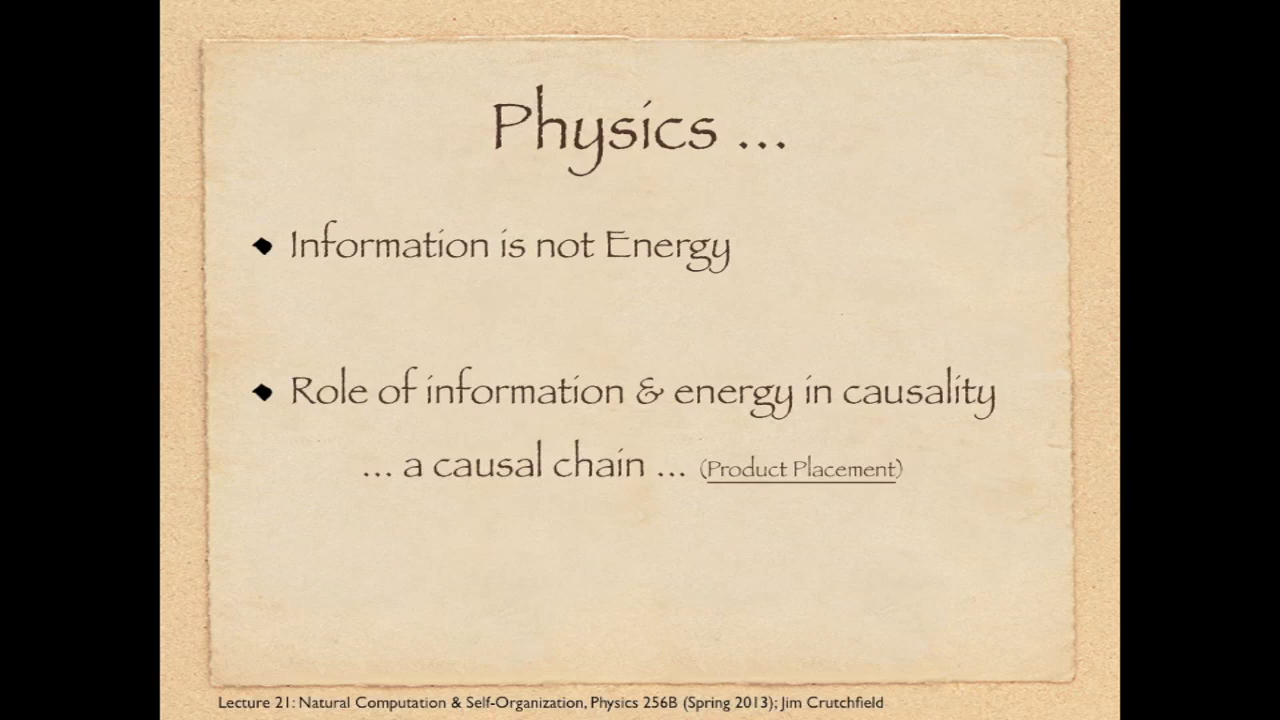 Physics ...
Information is not Energy
Role of information & energy in causality
... a causal chain ... (Product Placement)
Lecture 21: Natural Computation & Self-Organization, Physics 256B (Spring 2013); Jim Crutchfield